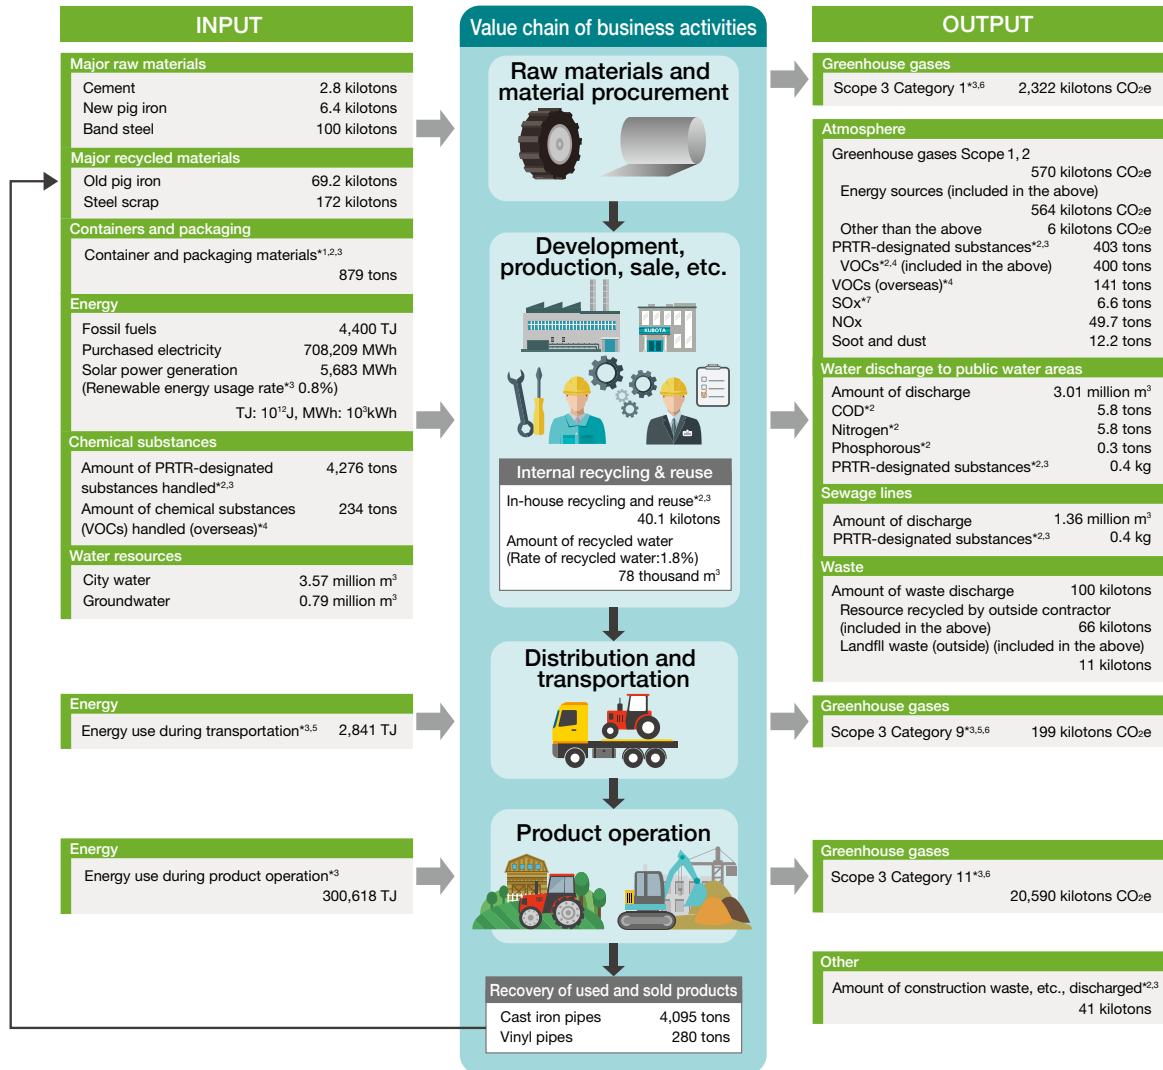 INPUT
Major raw materials
Cement 2.8 kilotons
New pig iron 6.4 kilotons
Band steel 100 kilotons
Major recycled materials
Old pig iron 69.2 kilotons
Steel scrap 172 kilotons
Containers and packaging
Container and packaging materials*1,2,3
879 tons
Energy
Fossil fuels 4,400 TJ
Purchased electricity 708,209 MWh
Solar power generation 5,683 MWh
(Renewable energy usage rate*3 0.8%)
TJ: 10¹²J, MWh: 10³kWh
Chemical substances
Amount of PRTR-designated 4,276 tons
substances handled*2,3
Amount of chemical substances 234 tons
(VOCs) handled (overseas)*4
Water resources
City water 3.57 million m³
Groundwater 0.79 million m³
Energy
Energy use during transportation*3,5 2,841 TJ
Energy
Energy use during product operation*3
300,618 TJ
Value chain of business activities
Raw materials and
material procurement
Development,
production, sale, etc.
KUBOTA
Internal recycling & reuse
In-house recycling and reuse*2,3
40.1 kilotons
Amount of recycled water
(Rate of recycled water:1.8%)
78 thousand m³
Distribution and
transportation
Product operation
Recovery of used and sold products
Cast iron pipes 4,095 tons
Vinyl pipes 280 tons
OUTPUT
Greenhouse gases
Scope 3 Category 1*3,6 2,322 kilotons CO₂e
Atmosphere
Greenhouse gases Scope 1, 2
570 kilotons CO₂e
Energy sources (included in the above)
564 kilotons CO₂e
Other than the above 6 kilotons CO₂e
PRTR-designated substances*2,3 403 tons
VOCs*2,4 (included in the above) 400 tons
VOCs (overseas)*4 141 tons
SOx*7 6.6 tons
NOx 49.7 tons
Soot and dust 12.2 tons
Water discharge to public water areas
Amount of discharge 3.01 million m³
COD*2 5.8 tons
Nitrogen*2 5.8 tons
Phosphorous*2 0.3 tons
PRTR-designated substances*2,3 0.4 kg
Sewage lines
Amount of discharge 1.36 million m³
PRTR-designated substances*2,3 0.4 kg
Waste
Amount of waste discharge 100 kilotons
Resource recycled by outside contractor
(included in the above) 66 kilotons
Landfll waste (outside) (included in the above)
11 kilotons
Greenhouse gases
Scope 3 Category 9*3,5,6 199 kilotons CO₂e
Greenhouse gases
Scope 3 Category 11*3,6
20,590 kilotons CO₂e
Other
Amount of construction waste, etc., discharged*2,3
41 kilotons